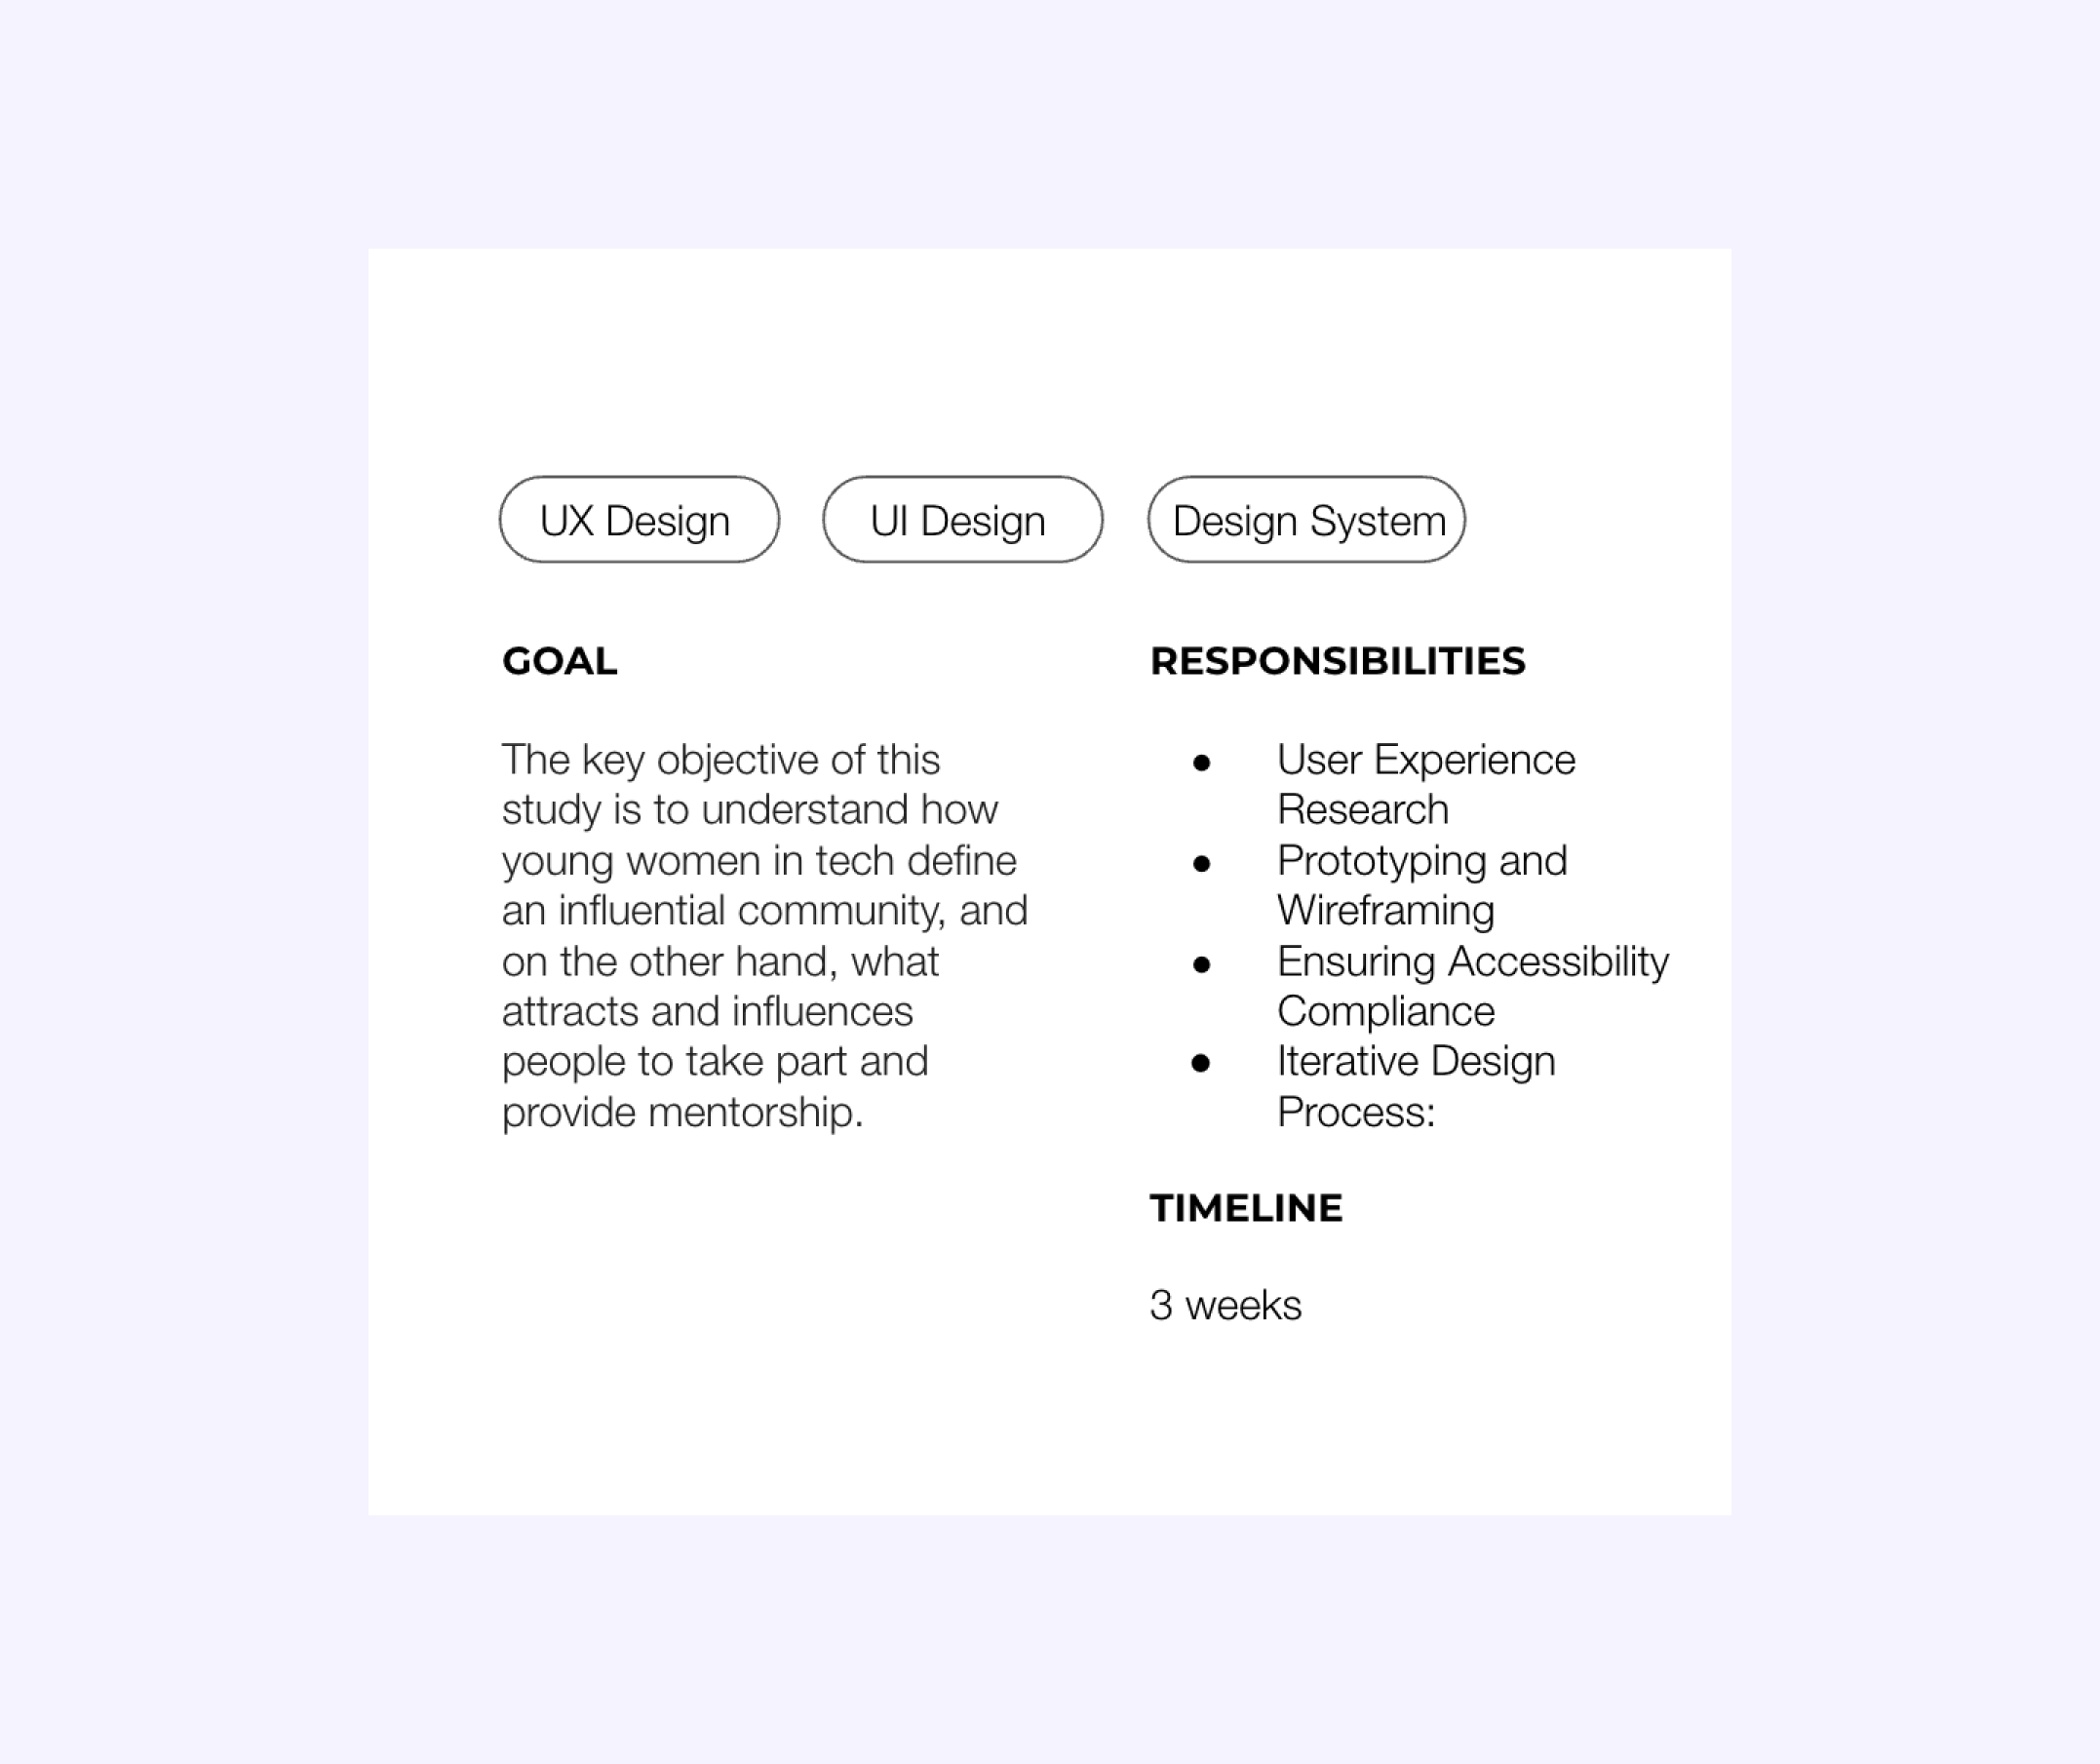 UX Design
UI Design
Design System
GOAL
The key objective of this
study is to understand how
young women in tech define
an influential community, and
on the other hand, what
attracts and influences
people to take part and
provide mentorship.
RESPONSIBILITIES
● User Experience
Research
● Prototyping and
Wireframing
● Ensuring Accessibility
Compliance
● Iterative Design
Process:
TIMELINE
3 weeks